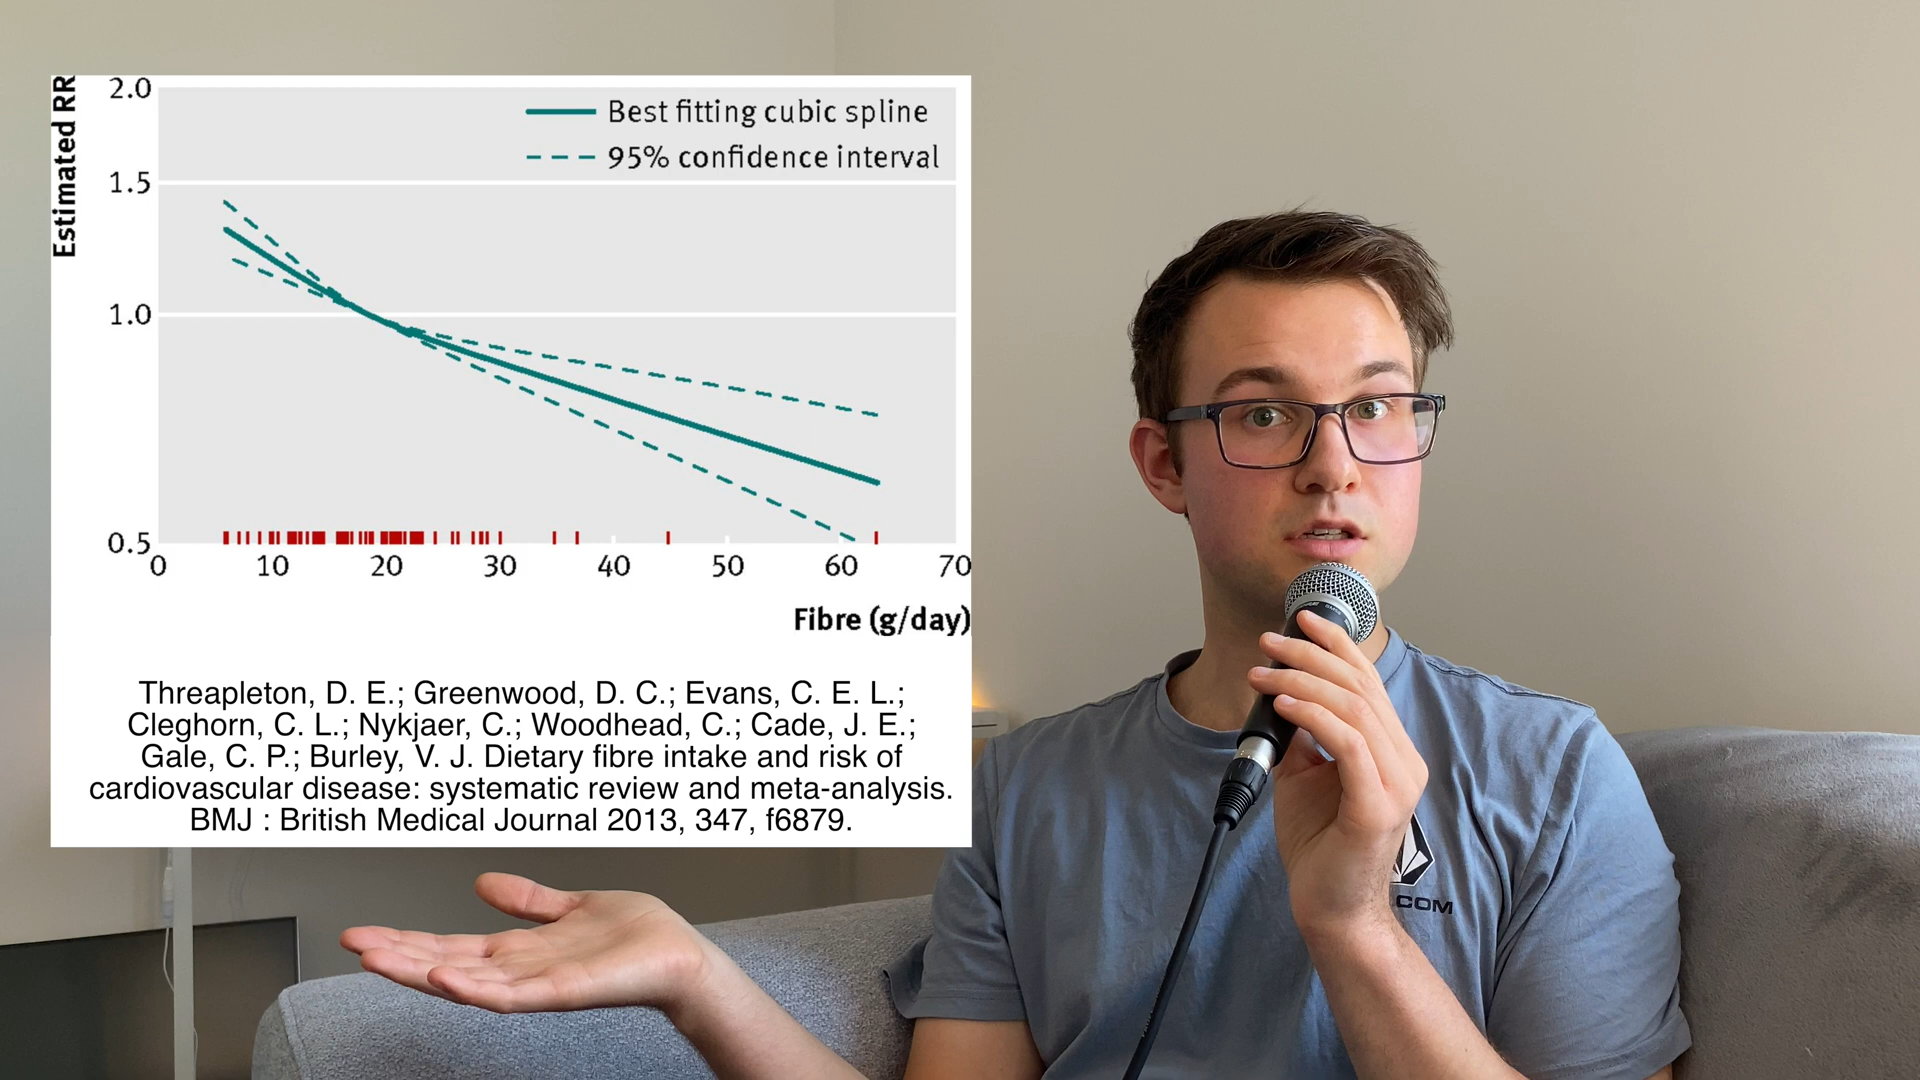 Estimated RR
2.0
1.5
1.0
0.5
Best fitting cubic spline
95% confidence interval
0 10 20 30 40 50 60 70
Fibre (g/day)
Threapleton, D. E.; Greenwood, D. C.; Evans, C. E. L.;
Cleghorn, C. L.; Nykjaer, C.; Woodhead, C.; Cade, J. E.;
Gale, C. P.; Burley, V. J. Dietary fibre intake and risk of
cardiovascular disease: systematic review and meta-analysis.
BMJ : British Medical Journal 2013, 347, f6879.
.COM